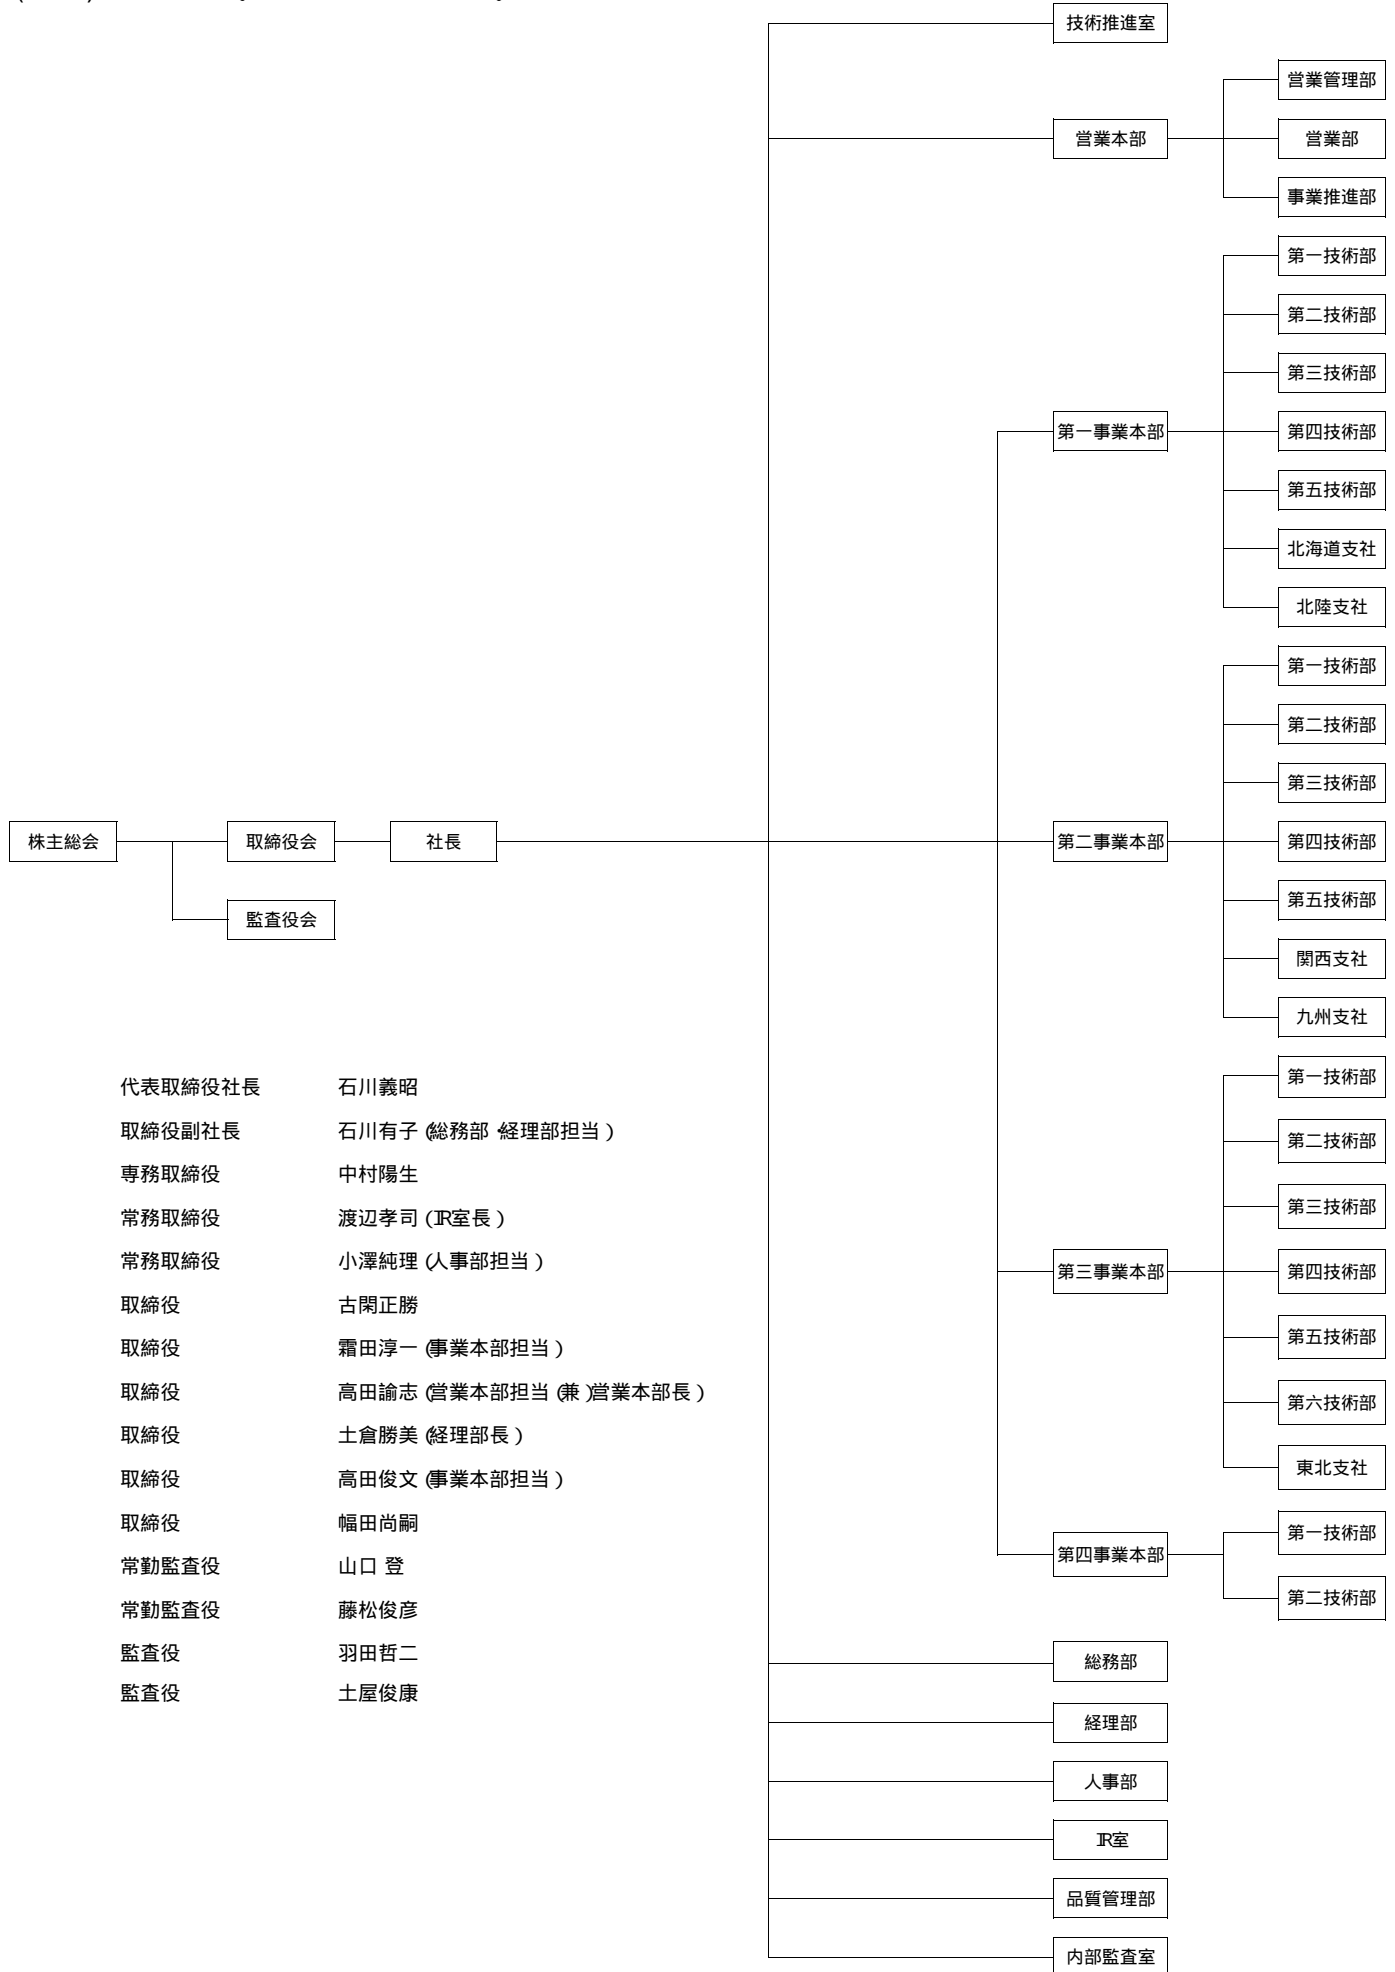 技術推進室
営業管理部
営業本部
営業部
事業推進部
第一技術部
第二技術部
第三技術部
第一事業本部
第四技術部
第五技術部
北海道支社
北陸支社
第一技術部
第二技術部
第三技術部
株主総会
取締役会
社長
第二事業本部
第四技術部
第五技術部
監査役会
関西支社
九州支社
第一技術部
第二技術部
第三技術部
第三事業本部
第四技術部
第五技術部
第六技術部
東北支社
第一技術部
第四事業本部
第二技術部
総務部
経理部
人事部
IR室
品質管理部
内部監査室
代表取締役社長 石川義昭
取締役副社長 石川有子(総務部・経理部担当)
専務取締役 中村陽生
常務取締役 渡辺孝司(IR室長)
常務取締役 小澤純理(人事部担当)
取締役 古閑正勝
取締役 霜田淳一(事業本部担当)
取締役 高田諭志(営業本部担当(兼)営業本部長)
取締役 土倉勝美(経理部長)
取締役 高田俊文(事業本部担当)
取締役 幅田尚嗣
常勤監査役 山口 登
常勤監査役 藤松俊彦
監査役 羽田哲二
監査役 土屋俊康